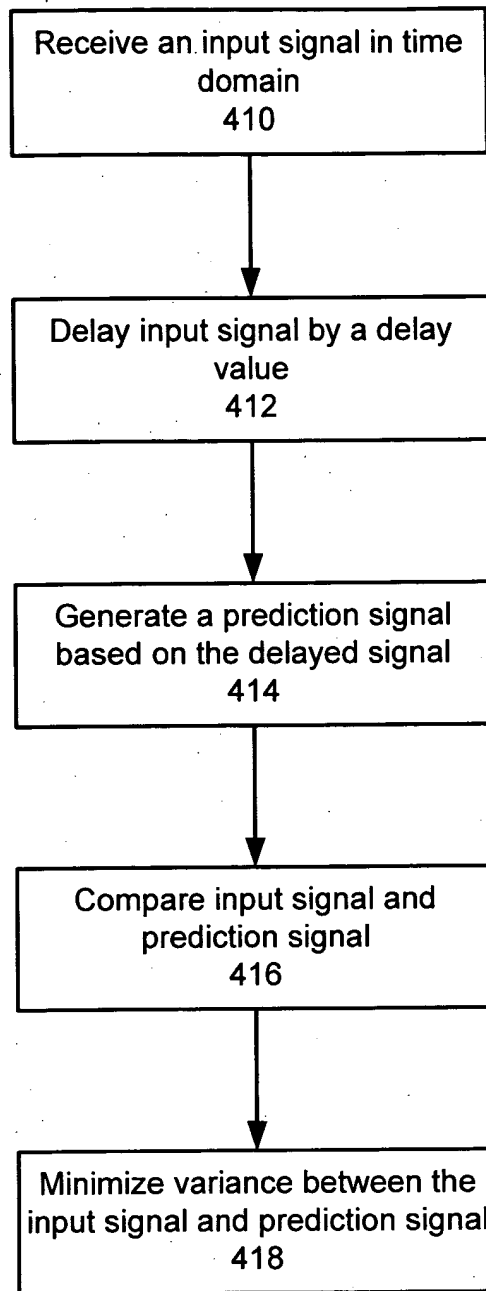 Receive an input signal in time
domain
410
Delay input signal by a delay
value
412
Generate a prediction signal
based on the delayed signal
414
Compare input signal and
prediction signal
416
Minimize variance between the
input signal and prediction signal
418